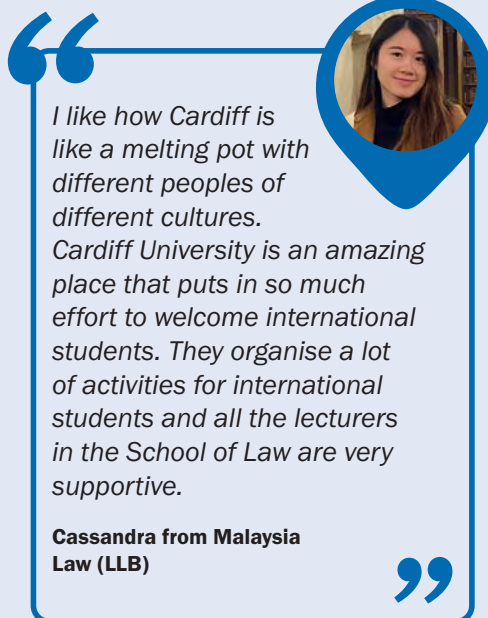 I like how Cardiff is
like a melting pot with
different peoples of
different cultures.
Cardiff University is an amazing
place that puts in so much
effort to welcome international
students. They organise a lot
of activities for international
students and all the lecturers
in the School of Law are very
supportive.
Cassandra from Malaysia
Law (LLB)